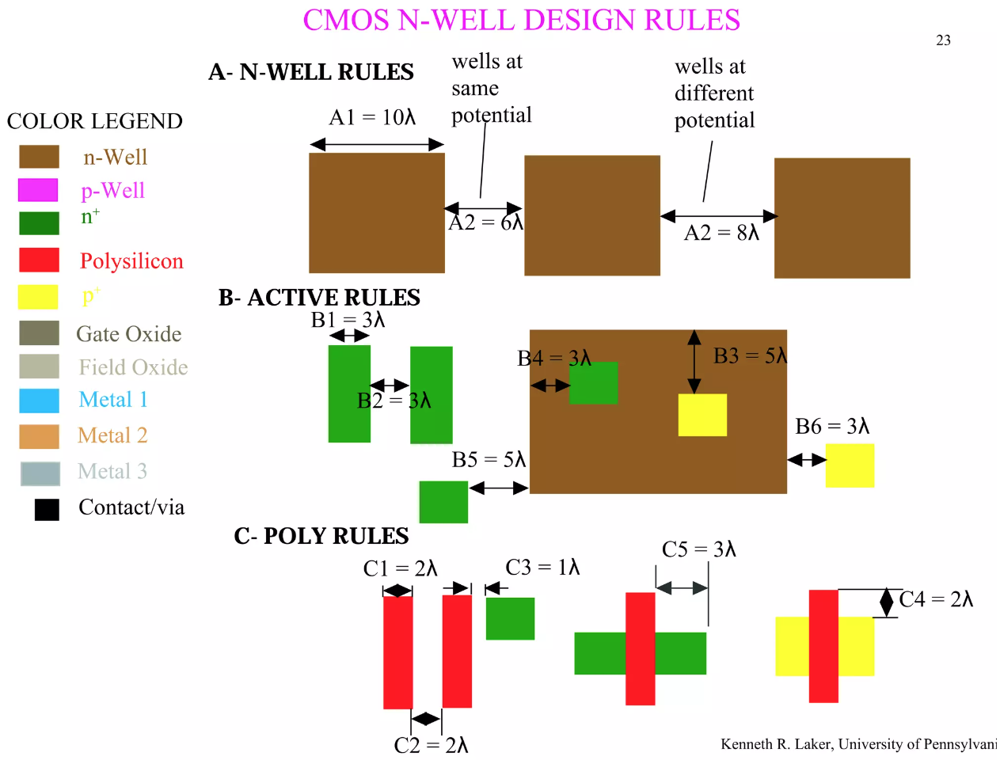 CMOS N-WELL DESIGN RULES
23
A- N-WELL RULES
wells at
same
potential
wells at
different
potential
A1 = 10λ
A2 = 6λ
A2 = 8λ
COLOR LEGEND
n-Well
p-Well
n⁺
Polysilicon
p⁺
Gate Oxide
Field Oxide
Metal 1
Metal 2
Metal 3
Contact/via
B- ACTIVE RULES
B1 = 3λ
B2 = 3λ
B4 = 3λ
B3 = 5λ
B5 = 5λ
B6 = 3λ
C- POLY RULES
C1 = 2λ
C3 = 1λ
C5 = 3λ
C4 = 2λ
C2 = 2λ
Kenneth R. Laker, University of Pennsylvani